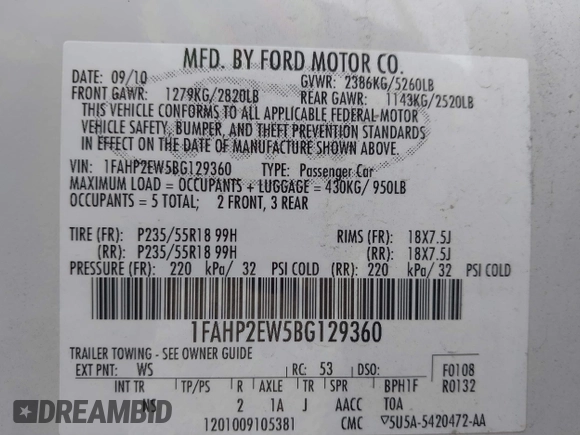 MFD. BY FORD MOTOR CO.
DATE: 09/10 GVWR: 2386KG/5260LB
FRONT GAWR: 1279KG/2820LB REAR GAWR: 1143KG/2520LB
THIS VEHICLE CONFORMS TO ALL APPLICABLE FEDERAL MOTOR
VEHICLE SAFETY, BUMPER, AND THEFT PREVENTION STANDARDS
IN EFFECT ON THE DATE OF MANUFACTURE SHOWN ABOVE.
VIN: 1FAHP2EW5BG129360 TYPE: Passenger Car
MAXIMUM LOAD = OCCUPANTS + LUGGAGE = 430KG/ 950LB
OCCUPANTS = 5 TOTAL; 2 FRONT, 3 REAR
TIRE (FR): P235/55R18 99H RIMS (FR): 18X7.5J
(RR): P235/55R18 99H (RR): 18X7.5J
PRESSURE (FR): 220 kPa/ 32 PSI COLD (RR): 220 kPa/ 32 PSI COLD
1FAHP2EW5BG129360
TRAILER TOWING - SEE OWNER GUIDE
EXT PNT: WS RC: 53 DSO: F0108
INT TR TP/PS R AXLE TR SPR BPH1F R0132
NS 2 1A J AACC TOA
1201009105381 CMC 5U5A-5420472-AA
DREAMBID